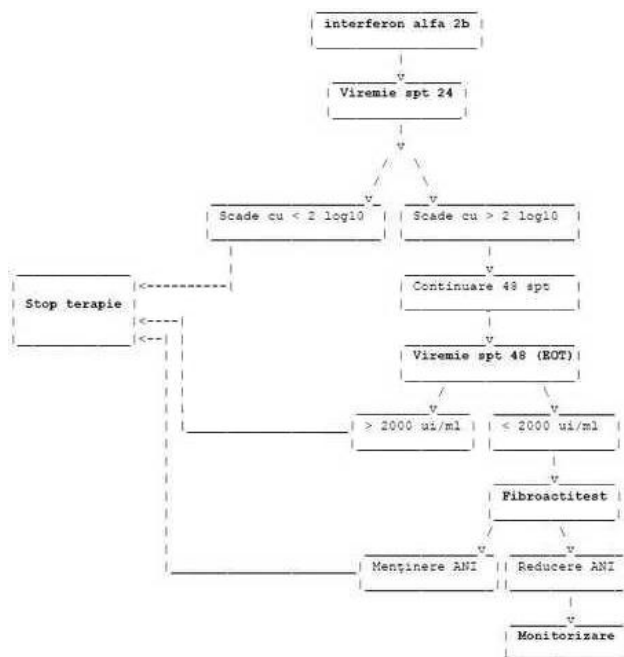 interferon alfa 2b
Viremie spt 24
Scade cu < 2 log10
Scade cu > 2 log10
Continuare 48 spt
Stop terapie
Viremie spt 48 (EOT)
> 2000 ui/ml
< 2000 ui/ml
Fibroactitest
Menţinere ANI
Reducere ANI
Monitorizare